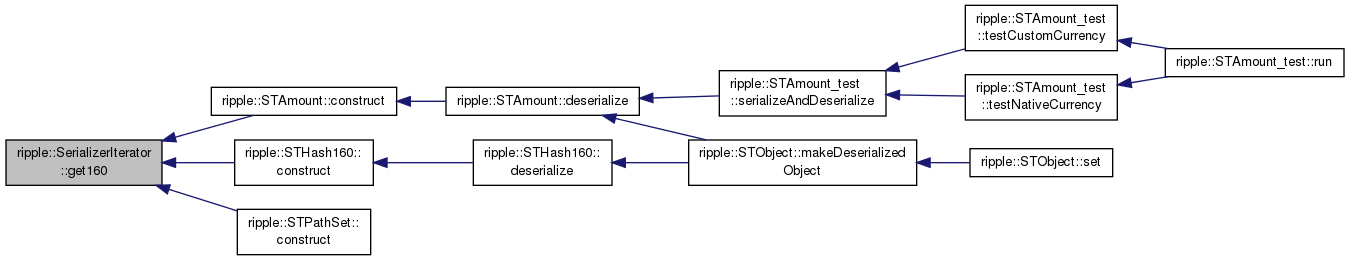 ripple::SerializerIterator
::get160
ripple::STAmount::construct
ripple::STAmount::deserialize
ripple::STAmount_test
::serializeAndDeserialize
ripple::STAmount_test
::testCustomCurrency
ripple::STAmount_test::run
ripple::STAmount_test
::testNativeCurrency
ripple::STObject::makeDeserialized
Object
ripple::STObject::set
ripple::STHash160::
construct
ripple::STHash160::
deserialize
ripple::STPathSet::
construct